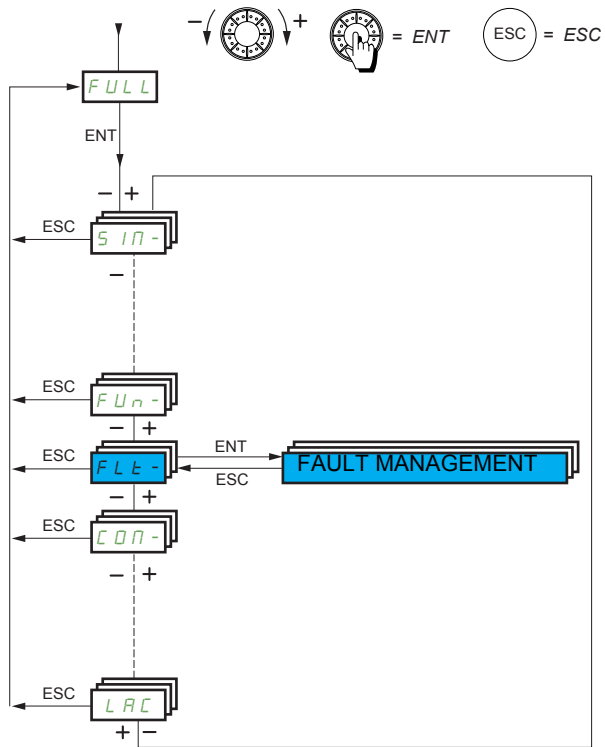 − + = ENT ESC = ESC
FULL
ENT
− +
ESC
SIM-
−
ESC
FUn-
− +
ESC
FLt-
ENT
ESC
FAULT MANAGEMENT
− +
ESC
COM-
− +
ESC
LAC
+ −